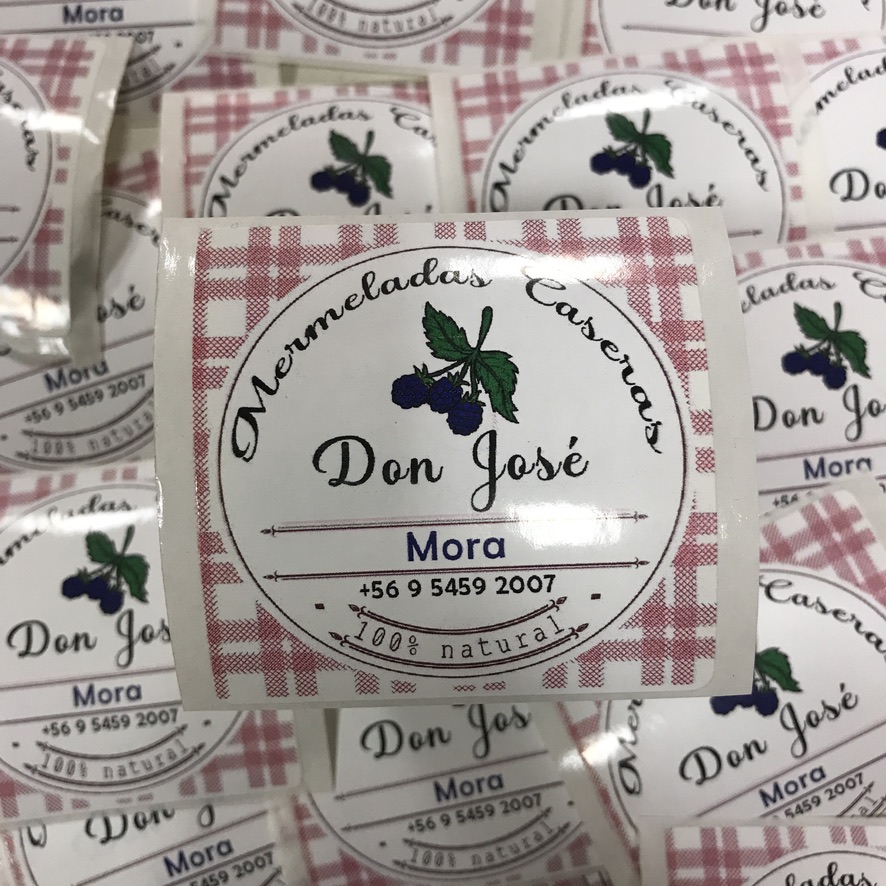 Mermeladas Caseras
Don José
Mora
+56 9 5459 2007
100% natural